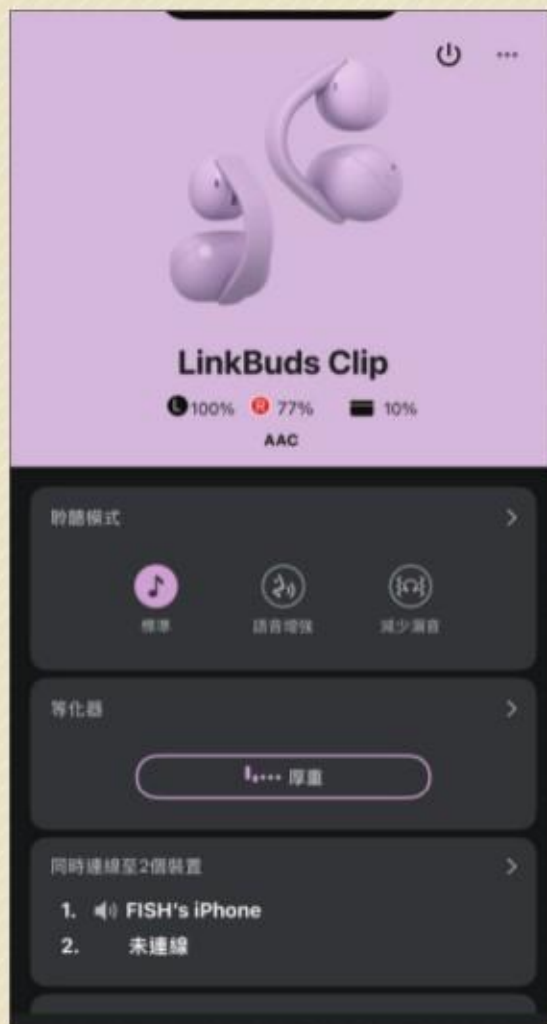 LinkBuds Clip
L 100% R 77% 10%
AAC
聆聽模式
標準 語音增強 減少漏音
等化器
厚重
同時連線至2個裝置
1. FISH's iPhone
2. 未連線